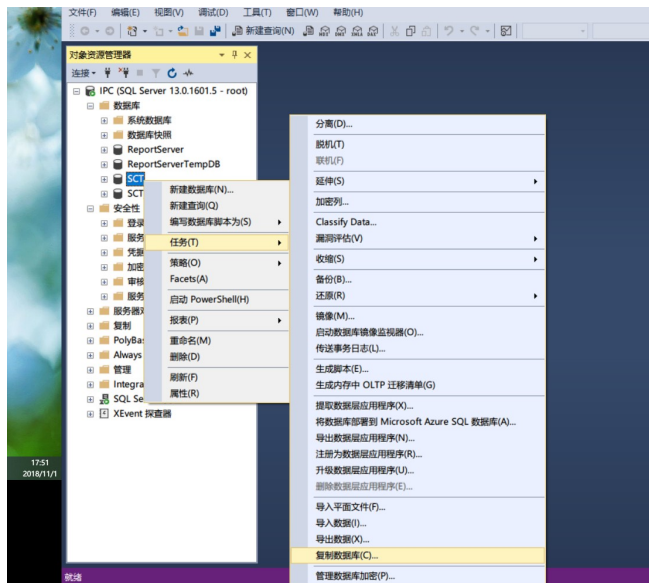 文件(F) 编辑(E) 视图(V) 调试(D) 工具(T) 窗口(W) 帮助(H)
新建查询(N)
对象资源管理器
连接
IPC (SQL Server 13.0.1601.5 - root)
数据库
系统数据库
数据库快照
ReportServer
ReportServerTempDB
SCT
SCT
安全性
登录
服务
凭据
加密
审核
服务
服务器对
复制
PolyBas
Always
管理
Integra
SQL Se
XEvent 探查器
新建数据库(N)...
新建查询(Q)
编写数据库脚本为(S)
任务(T)
策略(O)
Facets(A)
启动 PowerShell(H)
报表(P)
重命名(M)
删除(D)
刷新(F)
属性(R)
分离(D)...
脱机(T)
联机(F)
延伸(S)
加密列...
Classify Data...
漏洞评估(V)
收缩(S)
备份(B)...
还原(R)
镜像(M)...
启动数据库镜像监视器(O)...
传送事务日志(L)...
生成脚本(E)...
生成内存中 OLTP 迁移清单(G)
提取数据层应用程序(X)...
将数据库部署到 Microsoft Azure SQL 数据库(A)...
导出数据层应用程序(N)...
注册为数据层应用程序(R)...
升级数据层应用程序(U)...
删除数据层应用程序(E)...
导入平面文件(F)...
导入数据(I)...
导出数据(X)...
复制数据库(C)...
管理数据库加密(P)...
17:51
2018/11/1
就绪